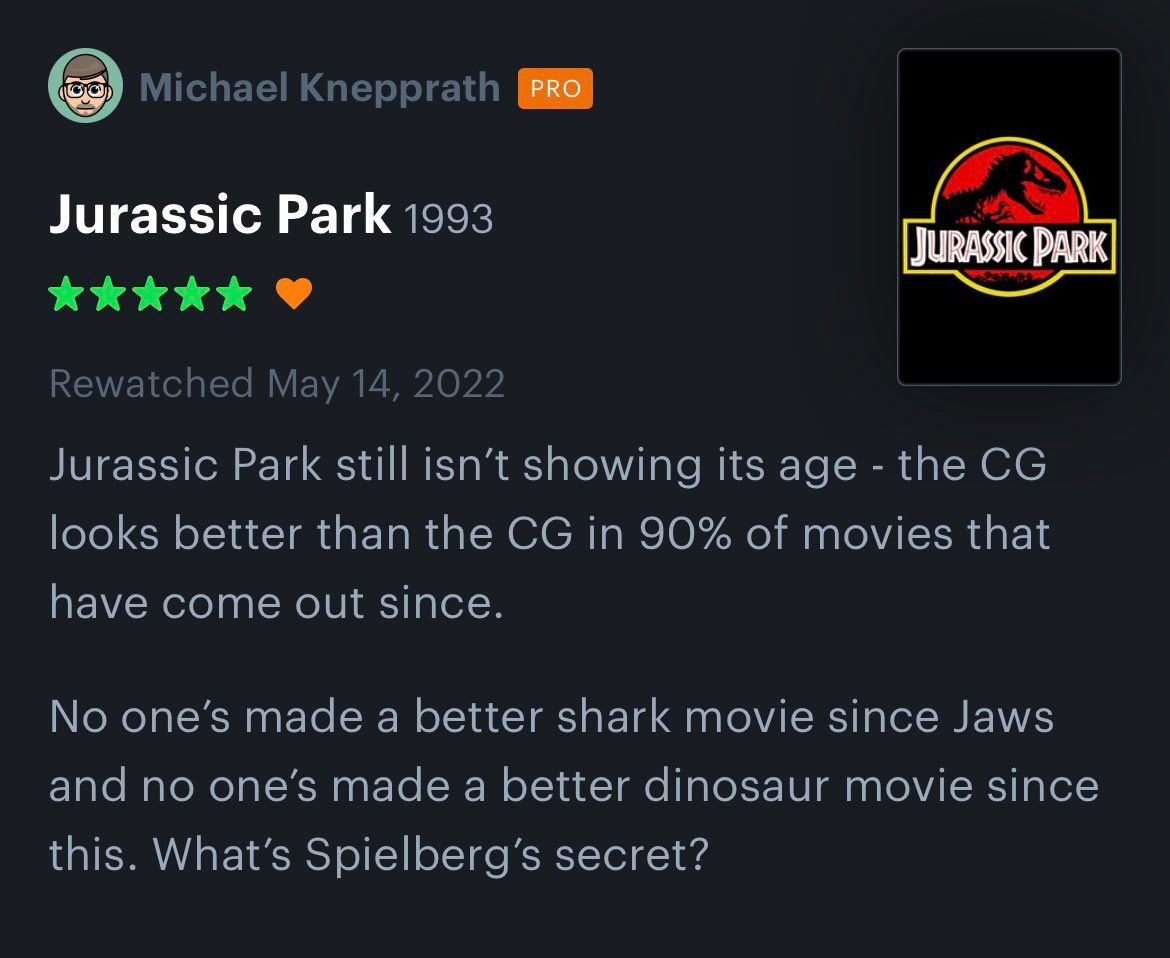 Michael Knepprath PRO
Jurassic Park 1993
JURASSIC PARK
Rewatched May 14, 2022
Jurassic Park still isn’t showing its age - the CG
looks better than the CG in 90% of movies that
have come out since.
No one’s made a better shark movie since Jaws
and no one’s made a better dinosaur movie since
this. What’s Spielberg’s secret?